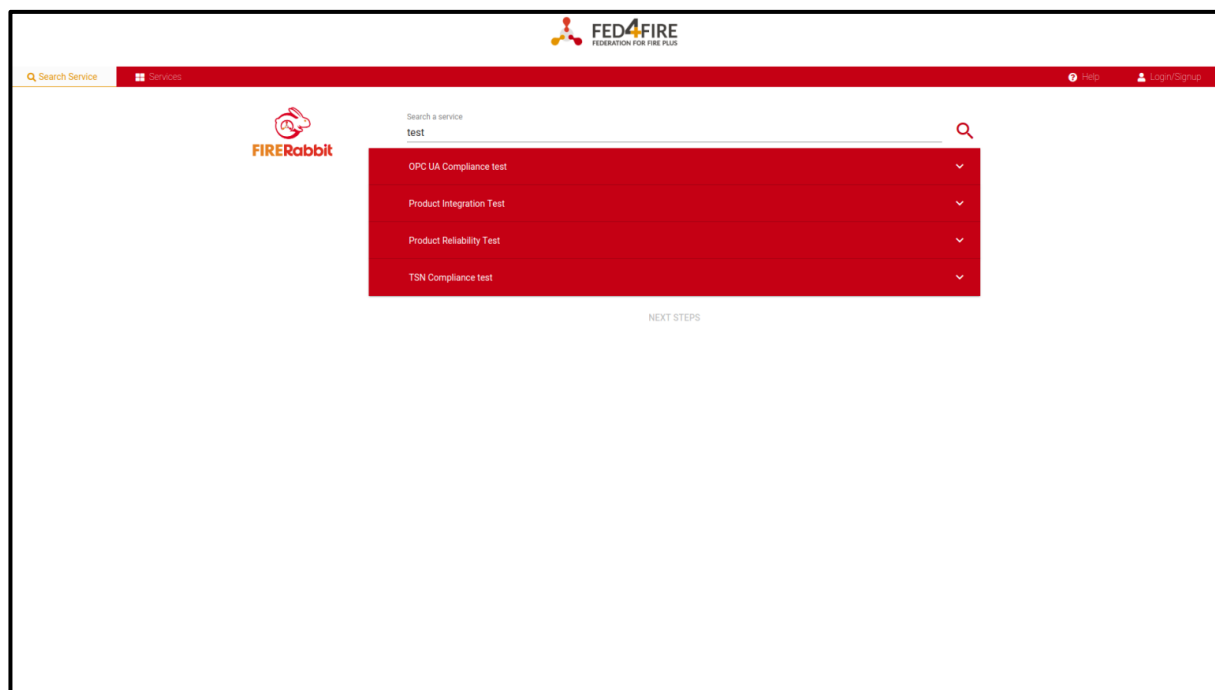 FED4FIRE
FEDERATION FOR FIRE PLUS
Search Service
Services
Help
Login/Signup
FIRERabbit
Search a service
test
OPC UA Compliance test
Product Integration Test
Product Reliability Test
TSN Compliance test
NEXT STEPS